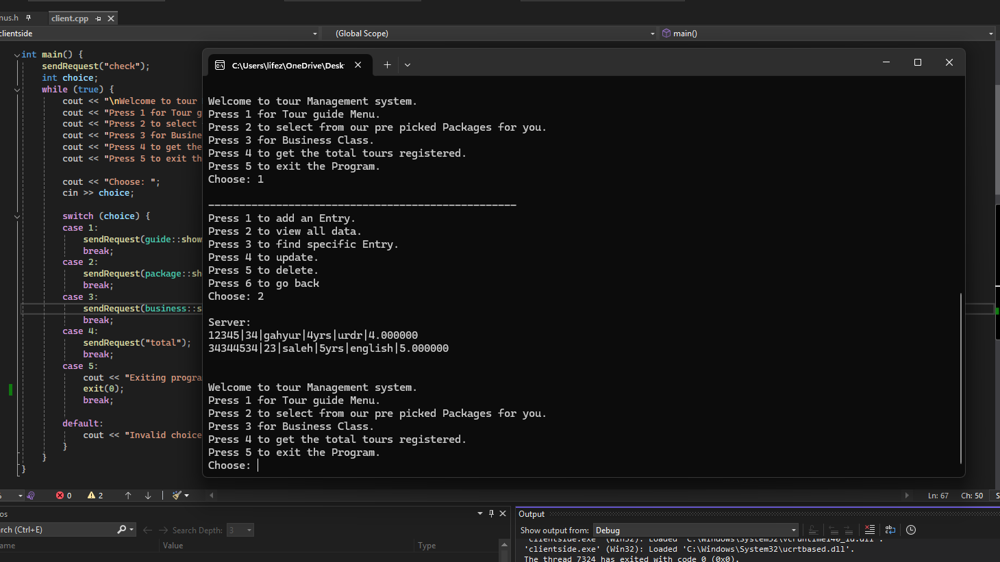 nus.h
client.cpp
clientside
(Global Scope)
main()
int main() {
sendRequest("check");
int choice;
while (true) {
cout << "\nWelcome to tour
cout << "Press 1 for Tour g
cout << "Press 2 to select
cout << "Press 3 for Busine
cout << "Press 4 to get the
cout << "Press 5 to exit th
cout << "Choose: ";
cin >> choice;
switch (choice) {
case 1:
sendRequest(guide::show
break;
case 2:
sendRequest(package::sh
break;
case 3:
sendRequest(business::s
break;
case 4:
sendRequest("total");
break;
case 5:
cout << "Exiting progra
exit(0);
break;
default:
cout << "Invalid choice
}
}
}
C:\Users\lifez\OneDrive\Desk
Welcome to tour Management system.
Press 1 for Tour guide Menu.
Press 2 to select from our pre picked Packages for you.
Press 3 for Business Class.
Press 4 to get the total tours registered.
Press 5 to exit the Program.
Choose: 1
--------------------------------------------------
Press 1 to add an Entry.
Press 2 to view all data.
Press 3 to find specific Entry.
Press 4 to update.
Press 5 to delete.
Press 6 to go back
Choose: 2
Server:
12345|34|gahyur|4yrs|urdr|4.000000
34344534|23|saleh|5yrs|english|5.000000
Welcome to tour Management system.
Press 1 for Tour guide Menu.
Press 2 to select from our pre picked Packages for you.
Press 3 for Business Class.
Press 4 to get the total tours registered.
Press 5 to exit the Program.
Choose:
%
0
2
Ln: 67
Ch: 50
S
os
rch (Ctrl+E)
Search Depth:
3
ame
Value
Type
Output
Show output from:
Debug
'clientside.exe' (Win32): Loaded 'C:\Windows\System32\vcruntime140_1d.dll'.
'clientside.exe' (Win32): Loaded 'C:\Windows\System32\ucrtbased.dll'.
The thread 7324 has exited with code 0 (0x0).